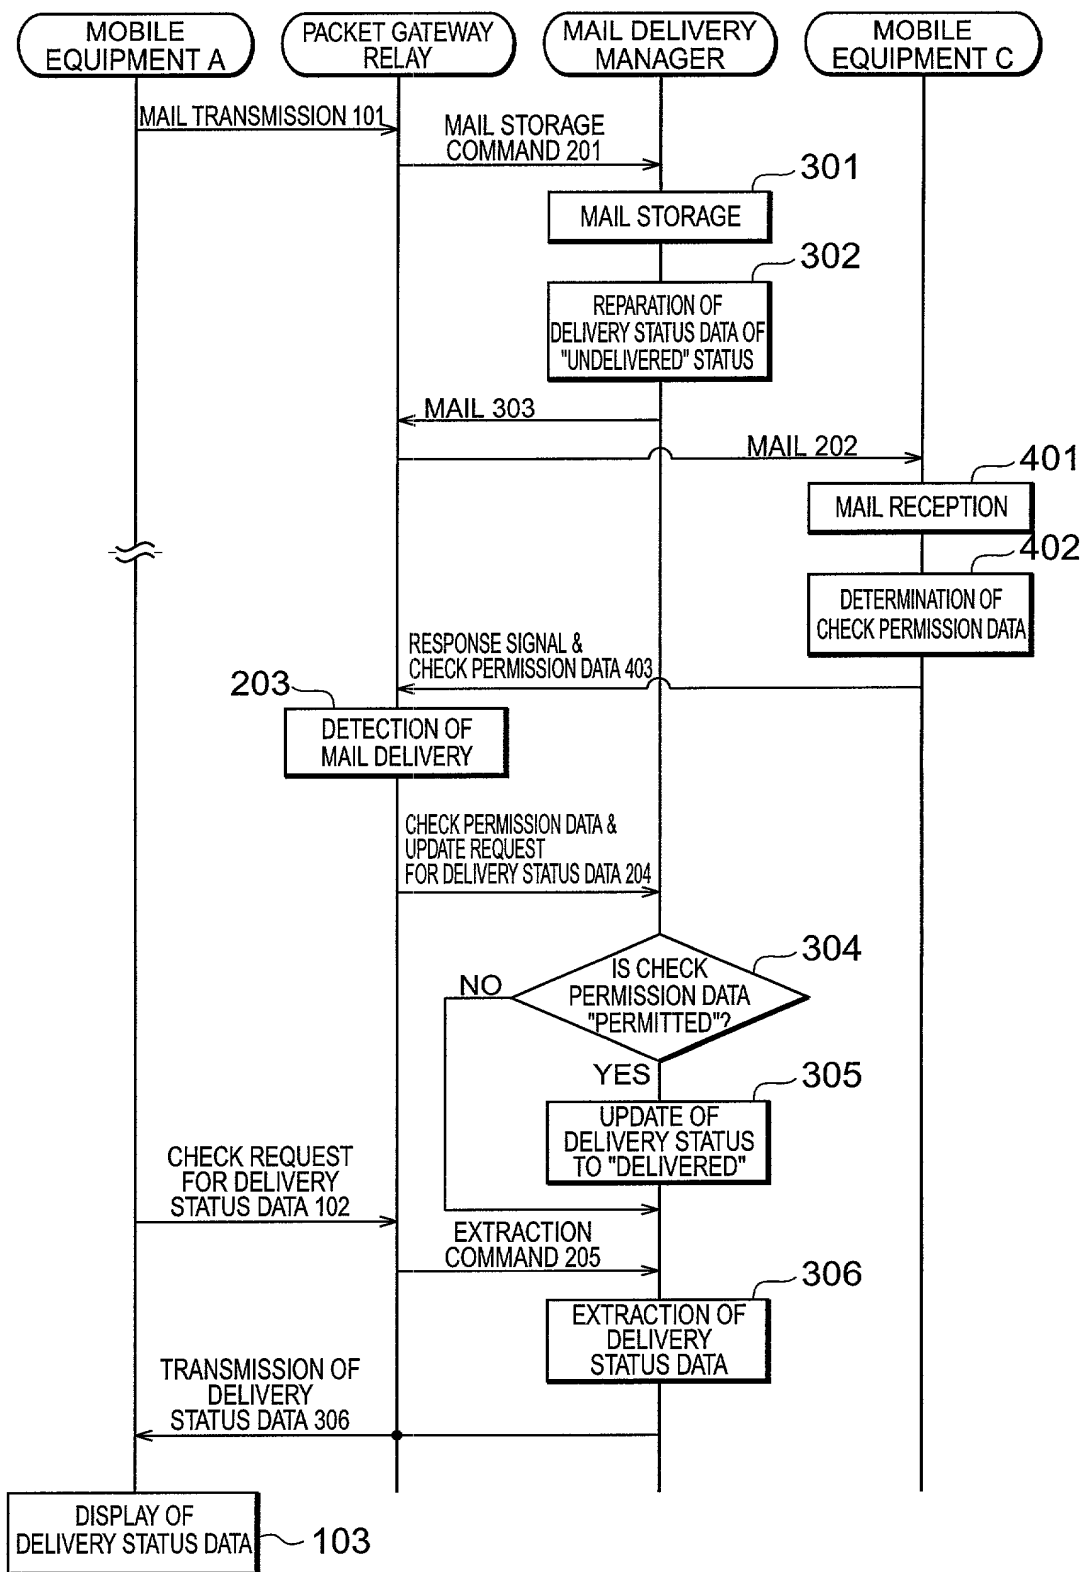 MOBILE
EQUIPMENT A
PACKET GATEWAY
RELAY
MAIL DELIVERY
MANAGER
MOBILE
EQUIPMENT C
MAIL TRANSMISSION 101
MAIL STORAGE
COMMAND 201
301
MAIL STORAGE
302
REPARATION OF
DELIVERY STATUS DATA OF
"UNDELIVERED" STATUS
MAIL 303
MAIL 202
401
MAIL RECEPTION
402
DETERMINATION OF
CHECK PERMISSION DATA
RESPONSE SIGNAL &
CHECK PERMISSION DATA 403
203
DETECTION OF
MAIL DELIVERY
CHECK PERMISSION DATA &
UPDATE REQUEST
FOR DELIVERY STATUS DATA 204
304
IS CHECK
PERMISSION DATA
"PERMITTED"?
NO
YES
305
UPDATE OF
DELIVERY STATUS
TO "DELIVERED"
CHECK REQUEST
FOR DELIVERY
STATUS DATA 102
EXTRACTION
COMMAND 205
306
EXTRACTION OF
DELIVERY
STATUS DATA
TRANSMISSION OF
DELIVERY
STATUS DATA 306
DISPLAY OF
DELIVERY STATUS DATA
103